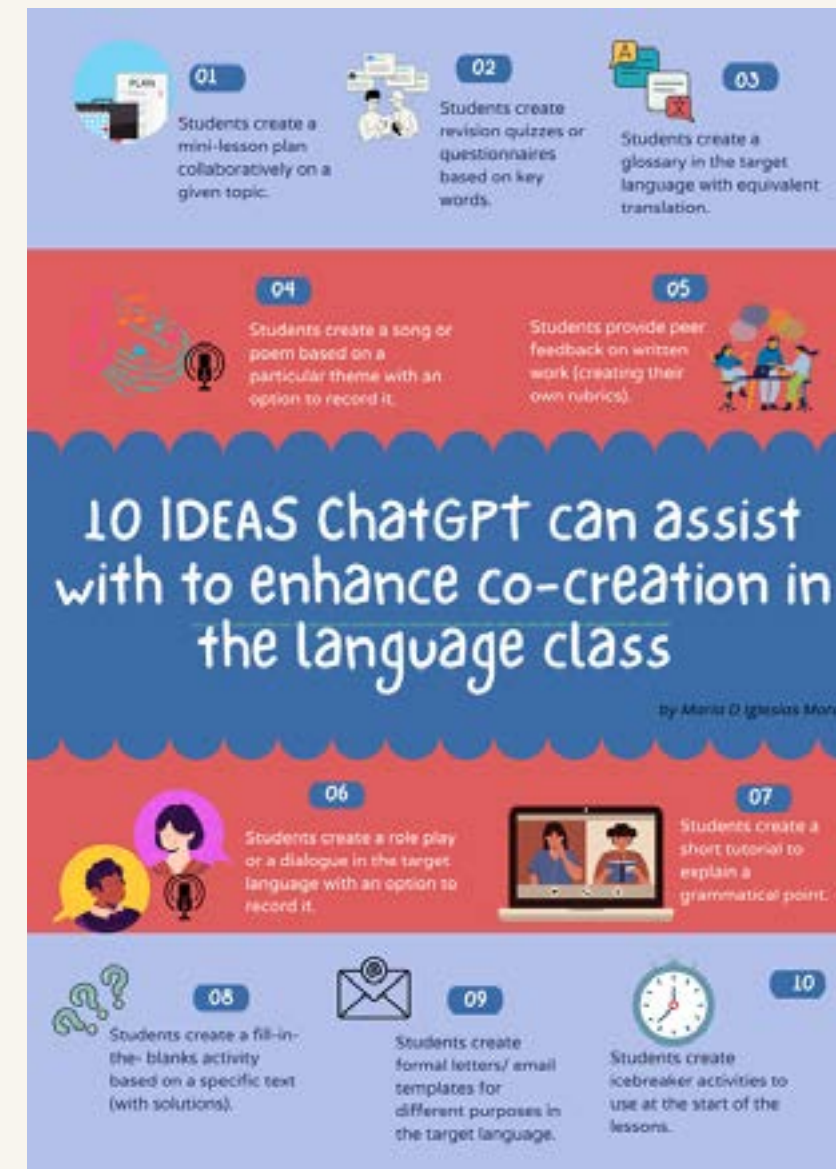 PLAN
01
Students create a
mini-lesson plan
collaboratively on a
given topic.
02
Students create
revision quizzes or
questionnaires
based on key
words.
A
文
03
Students create a
glossary in the target
language with equivalent
translation.
04
Students create a song or
poem based on a
particular theme with an
option to record it.
05
Students provide peer
feedback on written
work (creating their
own rubrics).
10 IDEAS ChatGPT can assist
with to enhance co-creation in
the language class
by Maria D Iglesias
06
Students create a role play
or a dialogue in the target
language with an option to
record it.
07
Students create a
short tutorial to
explain a
grammatical point.
08
Students create a fill-in-
the- blanks activity
based on a specific text
(with solutions).
@
09
Students create
formal letters/ email
templates for
different purposes in
the target language.
10
Students create
icebreaker activities to
use at the start of the
lessons.